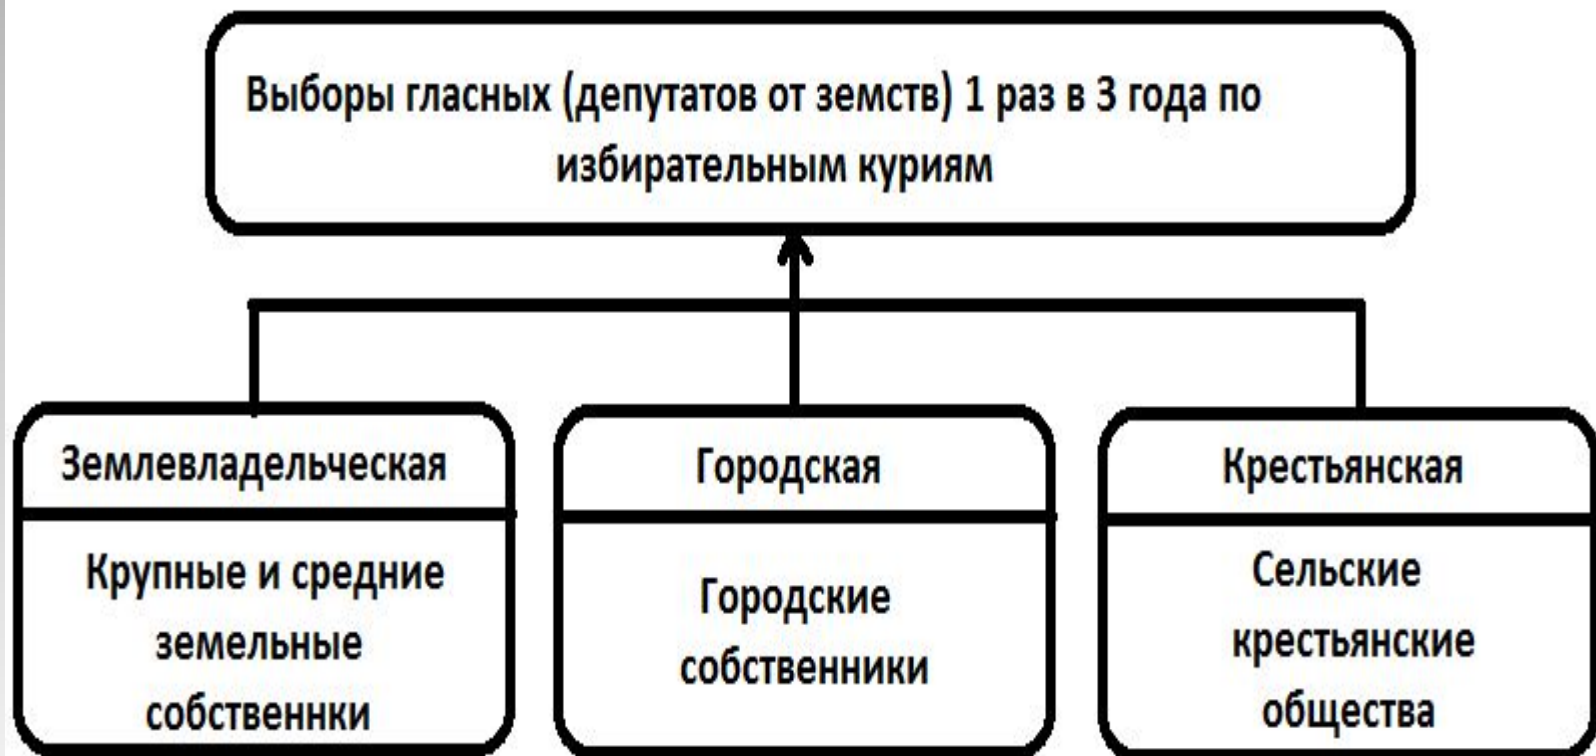 Выборы гласных (депутатов от земств) 1 раз в 3 года по
избирательным куриям
Землевладельческая
Крупные и средние
земельные
собственнки
Городская
Городские
собственники
Крестьянская
Сельские
крестьянские
общества